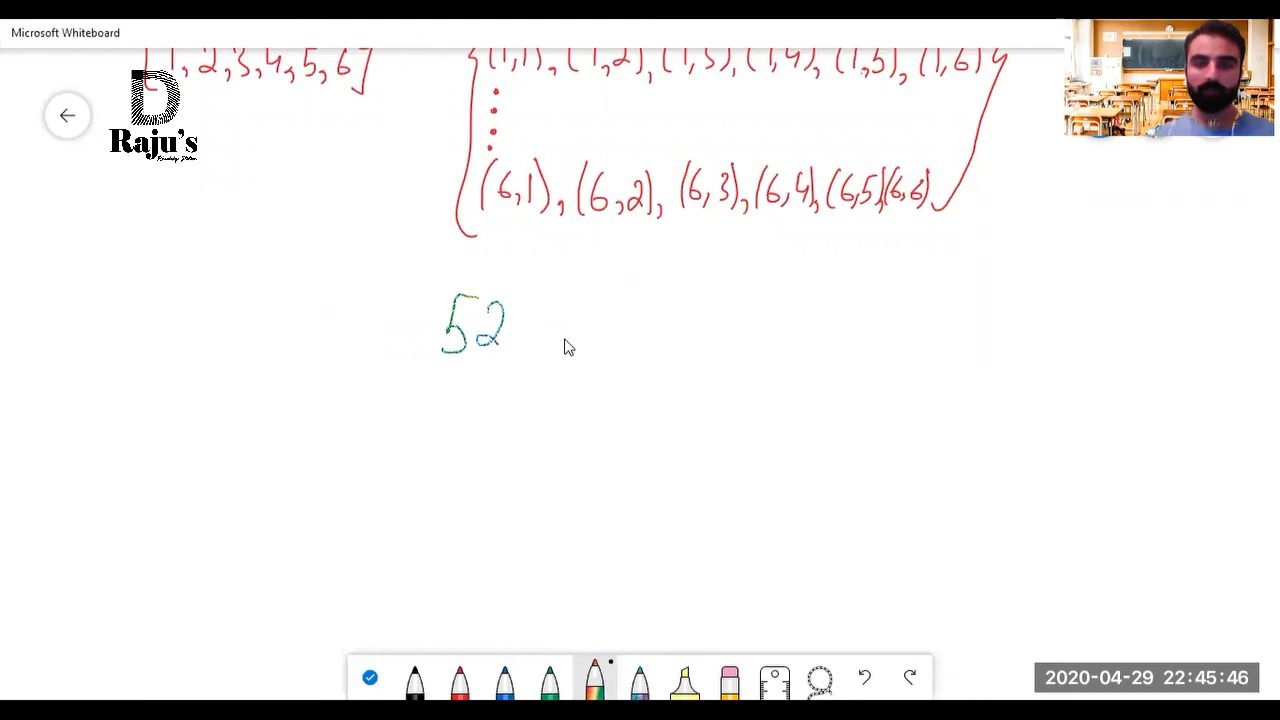 Microsoft Whiteboard
[1,2,3,4,5,6]
{(1,1), (1,2), (1,3), (1,4), (1,5), (1,6)
(6,1), (6,2), (6,3), (6,4), (6,5), (6,6)
D
Raju's
52
2020-04-29 22:45:46